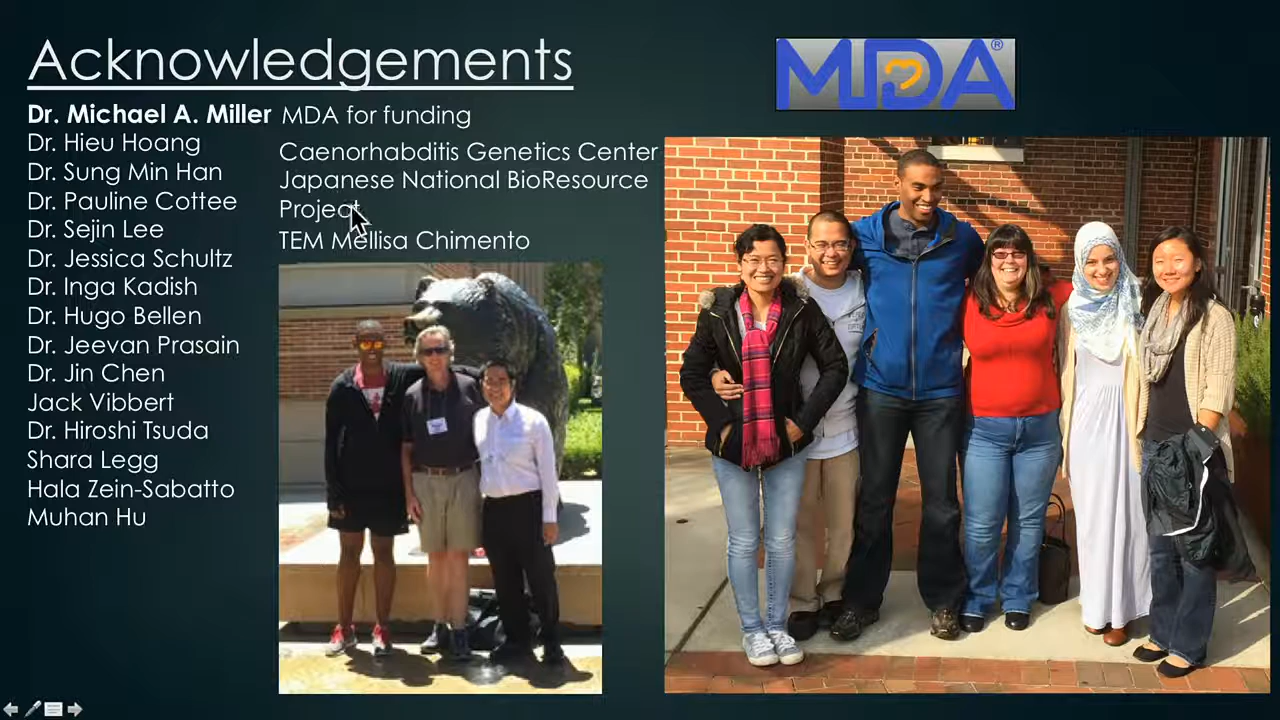 Acknowledgements
Dr. Michael A. Miller
Dr. Hieu Hoang
Dr. Sung Min Han
Dr. Pauline Cottee
Dr. Sejin Lee
Dr. Jessica Schultz
Dr. Inga Kadish
Dr. Hugo Bellen
Dr. Jeevan Prasain
Dr. Jin Chen
Jack Vibbert
Dr. Hiroshi Tsuda
Shara Legg
Hala Zein-Sabatto
Muhan Hu
MDA for funding
Caenorhabditis Genetics Center
Japanese National BioResource
Project
TEM Mellisa Chimento
MDA®